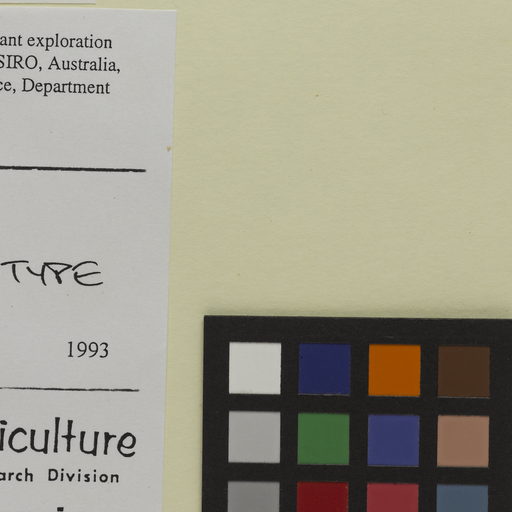 ant exploration
SIRO, Australia,
ce, Department
TYPE
1993
iculture
arch Division